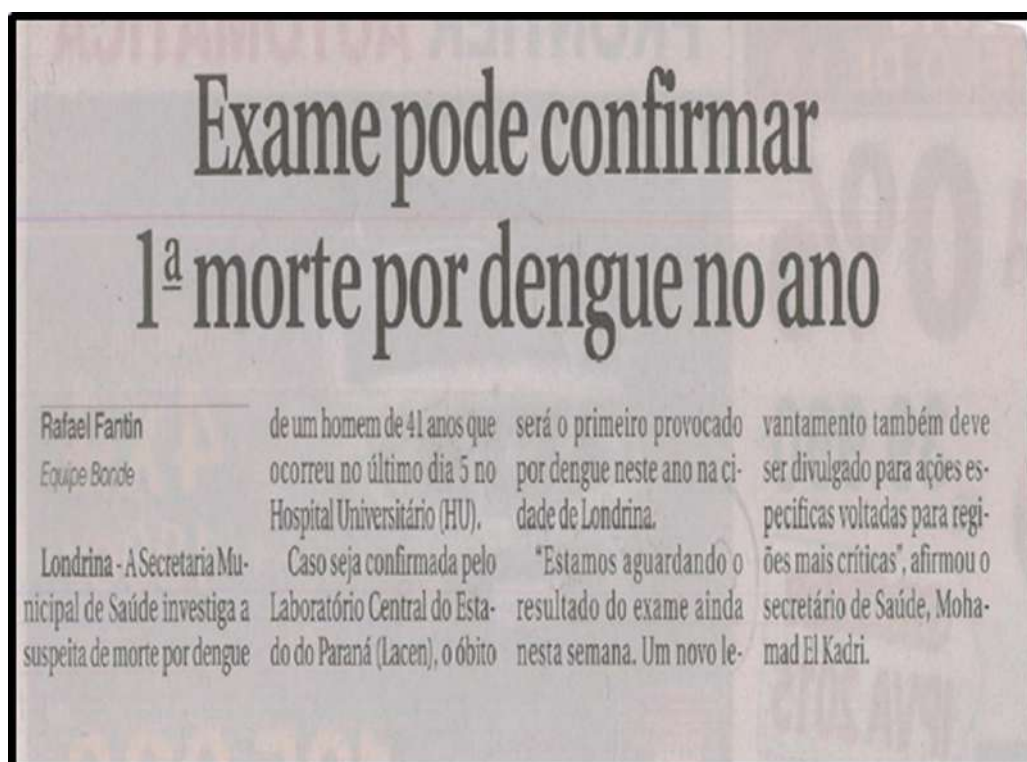 Exame pode confirmar
1ª morte por dengue no ano
Rafael Fantin
Equipe Bonde
Londrina - A Secretaria Mu-
nicipal de Saúde investiga a
suspeita de morte por dengue
de um homem de 41 anos que
ocorreu no último dia 5 no
Hospital Universitário (HU).
Caso seja confirmada pelo
Laboratório Central do Esta-
do do Paraná (Lacen), o óbito
será o primeiro provocado
por dengue neste ano na ci-
dade de Londrina.
"Estamos aguardando o
resultado do exame ainda
nesta semana. Um novo le-
vantamento também deve
ser divulgado para ações es-
pecificas voltadas para regi-
ões mais críticas", afirmou o
secretário de Saúde, Moha-
mad El Kadri.